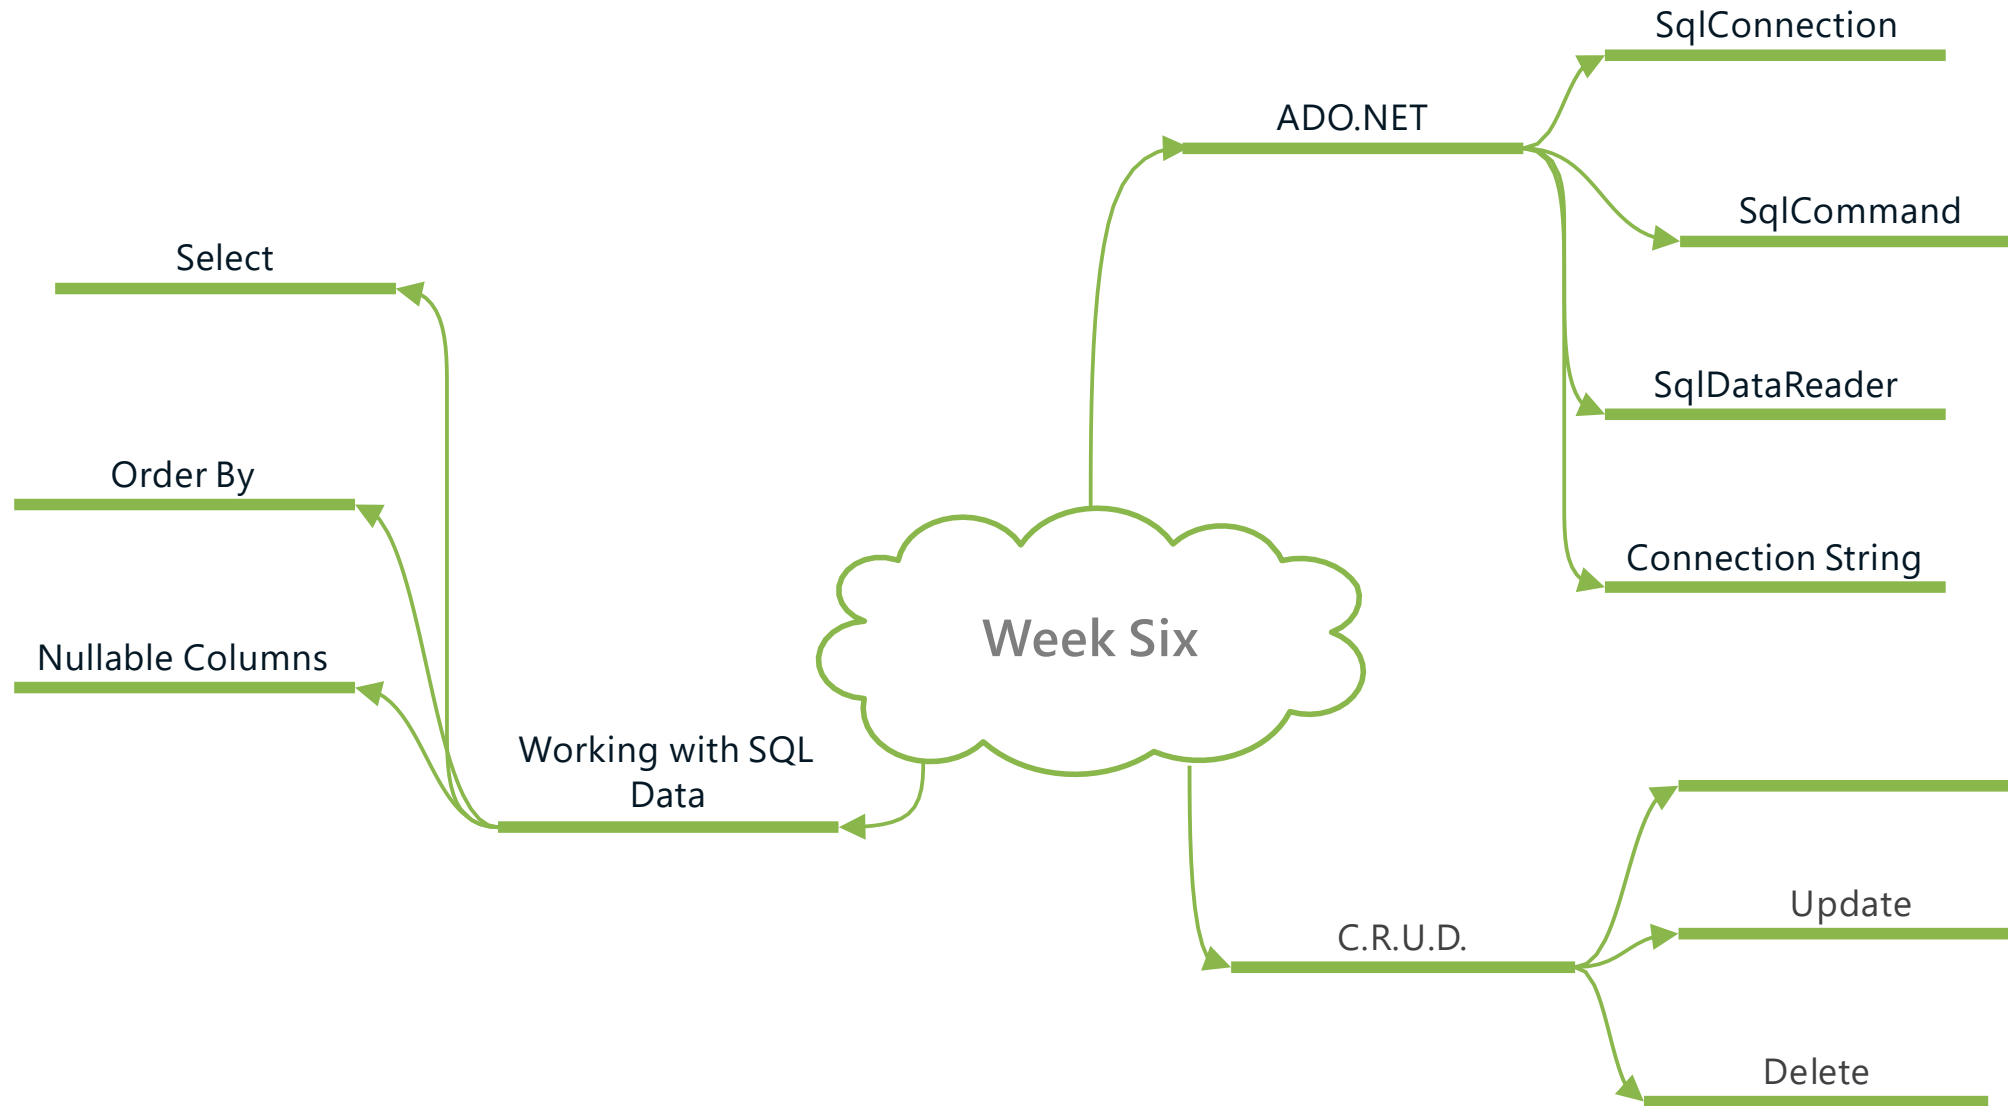 SqlConnection
ADO.NET
SqlCommand
Select
SqlDataReader
Order By
Connection String
Week Six
Nullable Columns
Working with SQL
Data
Update
C.R.U.D.
Delete